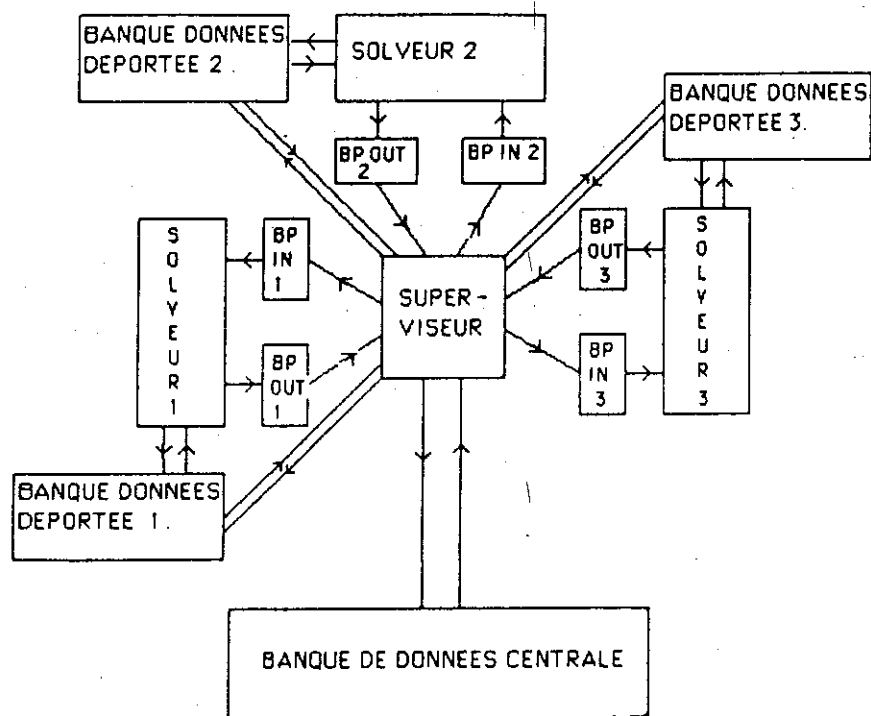 BANQUE DONNEES
DEPORTEE 2.
SOLVEUR 2
BANQUE DONNEES
DEPORTEE 3.
BP OUT
2
BP IN 2
SOLVEUR 1
BP
IN
1
BP
OUT
1
SUPER-
VISEUR
BP
OUT
3
BP
IN
3
SOLVEUR 3
BANQUE DONNEES
DEPORTEE 1.
BANQUE DE DONNEES CENTRALE